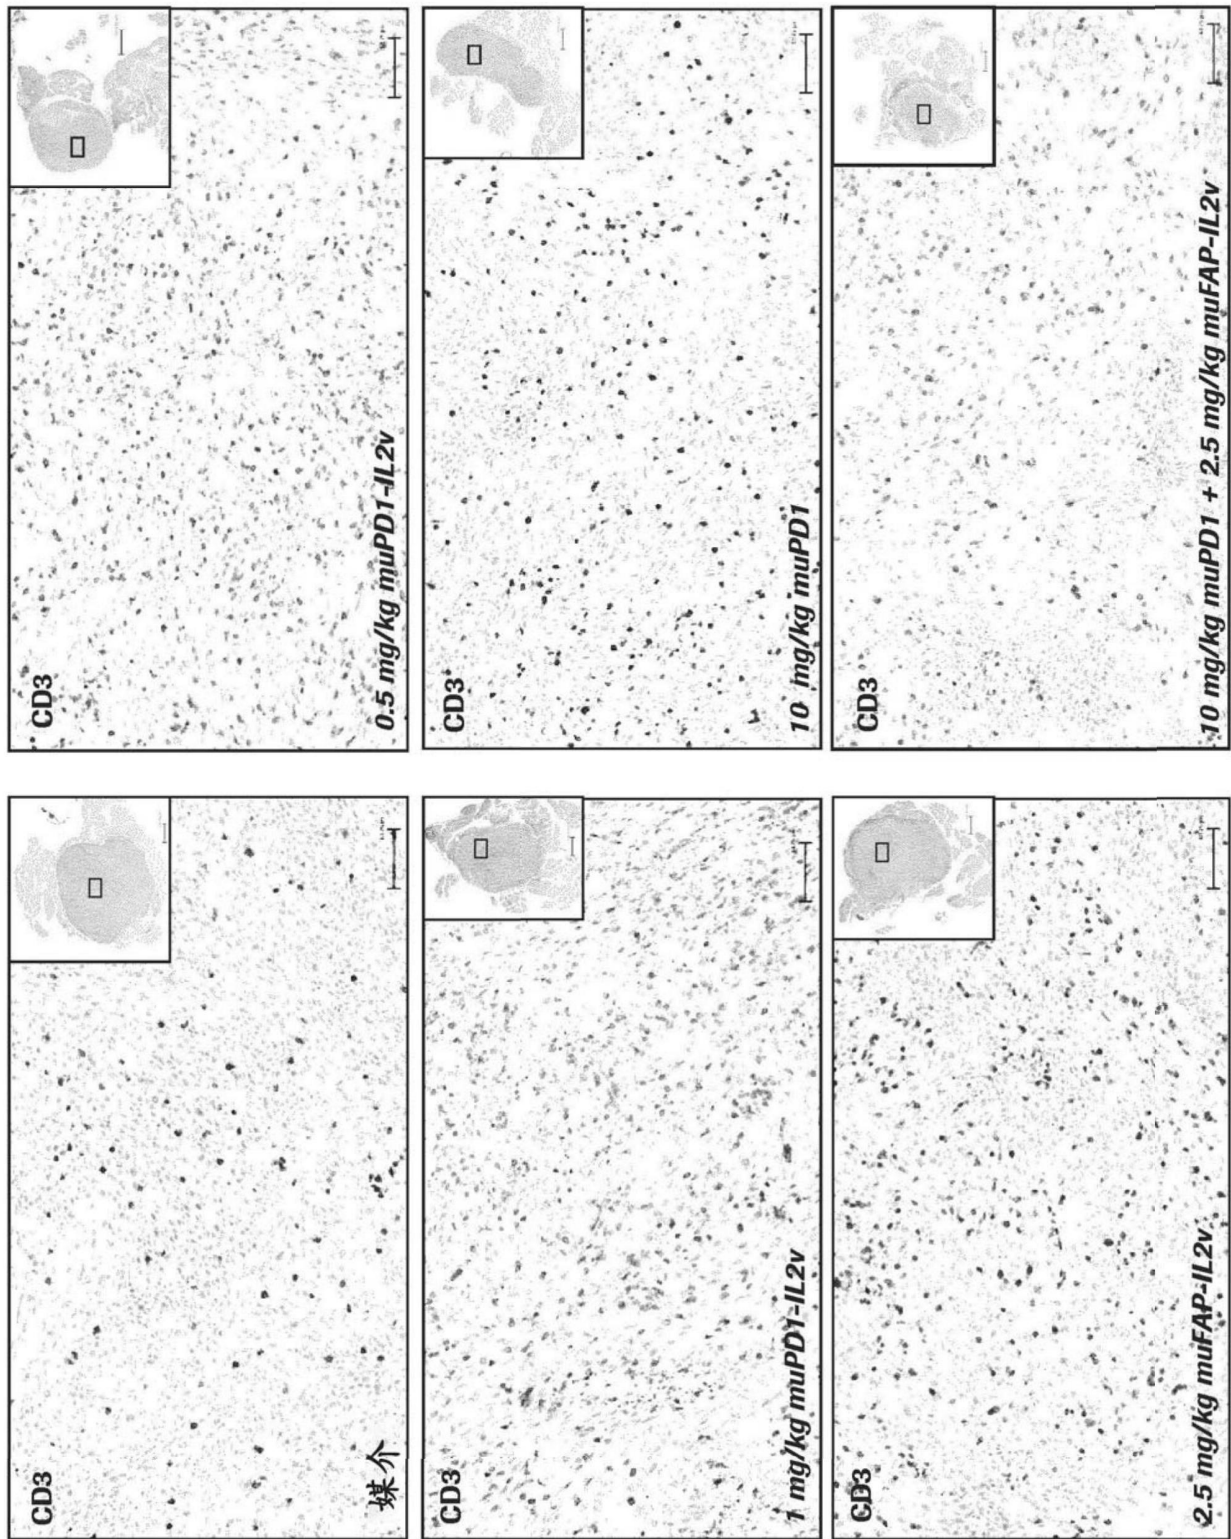 CD3
媒介
CD3
0.5 mg/kg muPD1-IL2v
CD3
1 mg/kg muPD1-IL2v
CD3
10 mg/kg muPD1
CD3
2.5 mg/kg muFAP-IL2v
CD3
10 mg/kg muPD1 + 2.5 mg/kg muFAP-IL2v